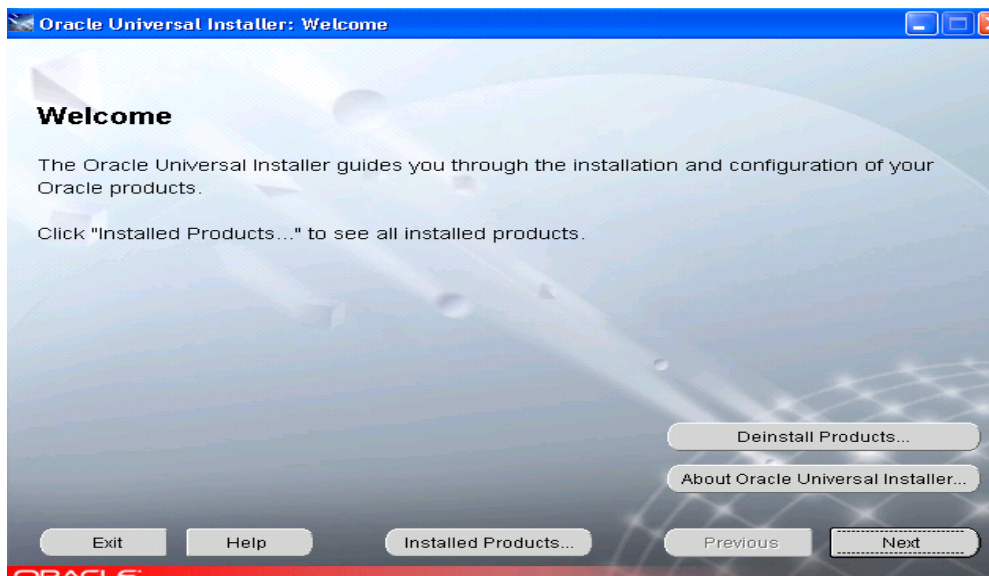 Oracle Universal Installer: Welcome
Welcome
The Oracle Universal Installer guides you through the installation and configuration of your
Oracle products.
Click "Installed Products..." to see all installed products.
Deinstall Products...
About Oracle Universal Installer...
Exit Help Installed Products... Previous Next
ORACLE